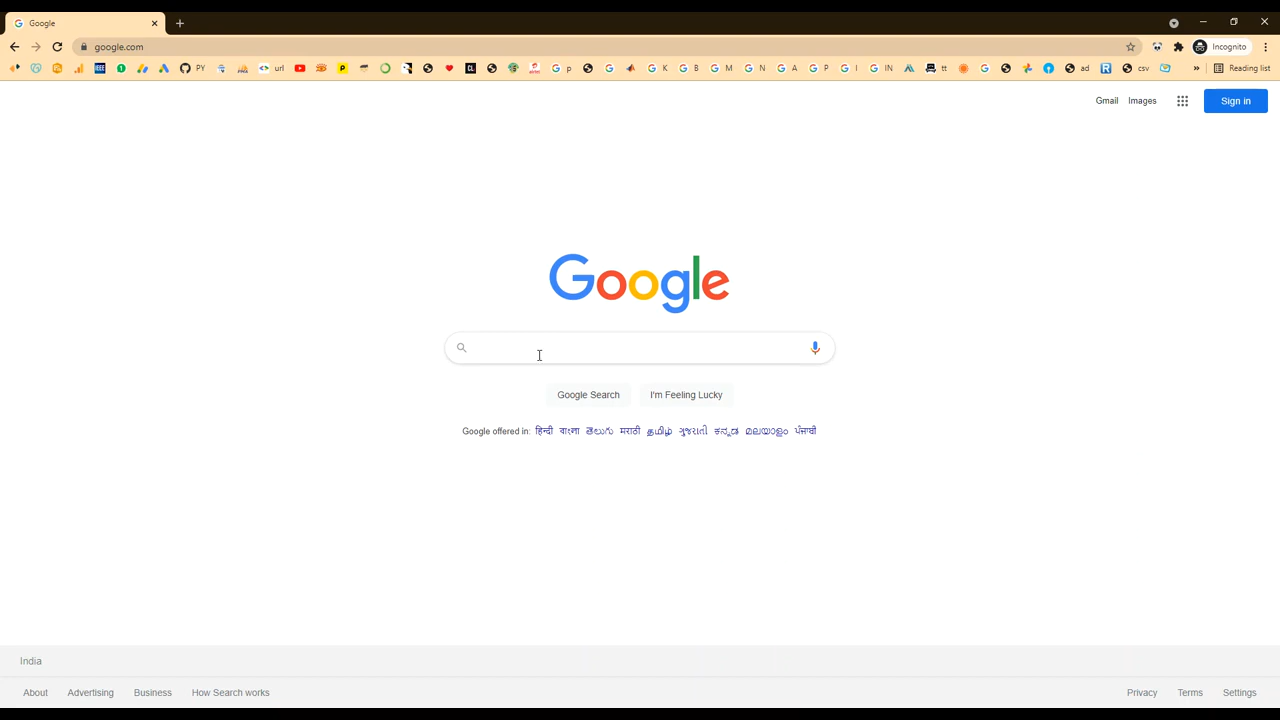 Google
google.com
Incognito
PY url p K B M N A P I IN tt ad csv Reading list
Gmail Images Sign in
Google
Google Search I'm Feeling Lucky
Google offered in: हिन्दी বাংলা తెలుగు मराठी தமிழ் ગુજરાતી ಕನ್ನಡ മലയാളം ਪੰਜਾਬੀ
India
About Advertising Business How Search works Privacy Terms Settings